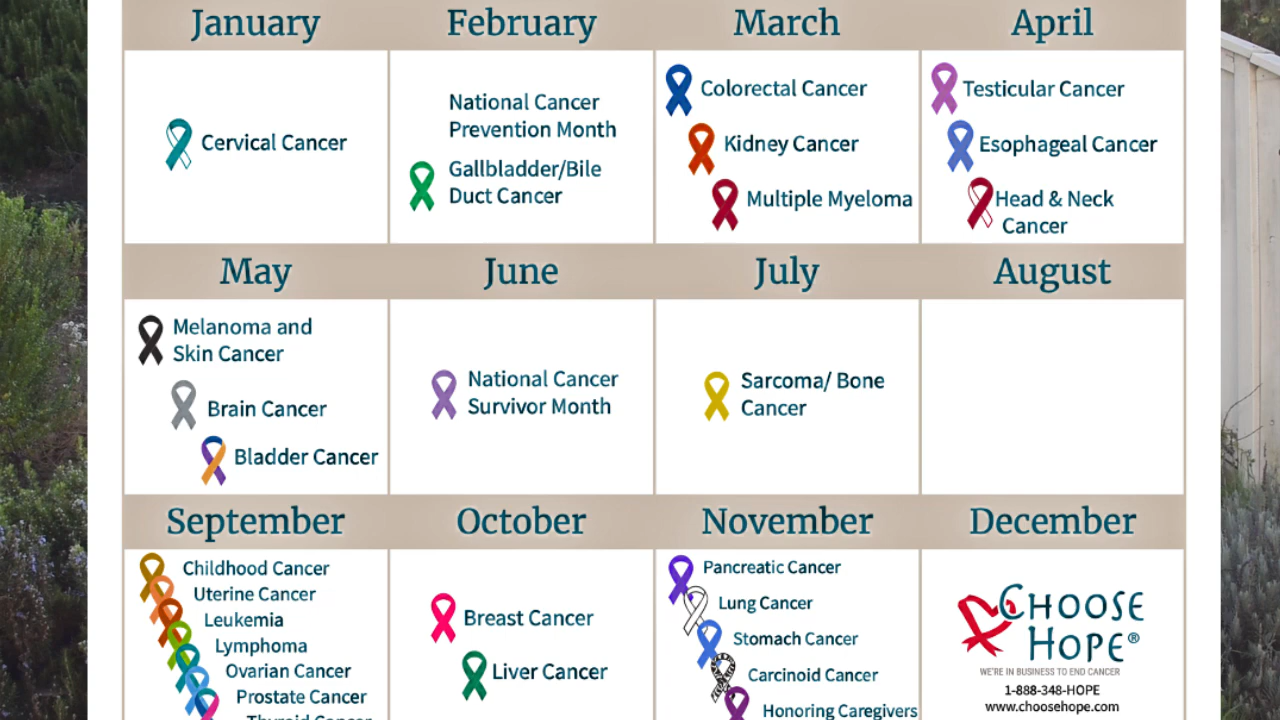 January
February
March
April
Cervical Cancer
National Cancer
Prevention Month
Gallbladder/Bile
Duct Cancer
Colorectal Cancer
Kidney Cancer
Multiple Myeloma
Testicular Cancer
Esophageal Cancer
Head & Neck
Cancer
May
June
July
August
Melanoma and
Skin Cancer
Brain Cancer
Bladder Cancer
National Cancer
Survivor Month
Sarcoma/ Bone
Cancer
September
October
November
December
Childhood Cancer
Uterine Cancer
Leukemia
Lymphoma
Ovarian Cancer
Prostate Cancer
Thyroid Cancer
Breast Cancer
Liver Cancer
Pancreatic Cancer
Lung Cancer
Stomach Cancer
Carcinoid Cancer
Honoring Caregivers
CHOOSE
HOPE®
WE'RE IN BUSINESS TO END CANCER
1-888-348-HOPE
www.choosehope.com